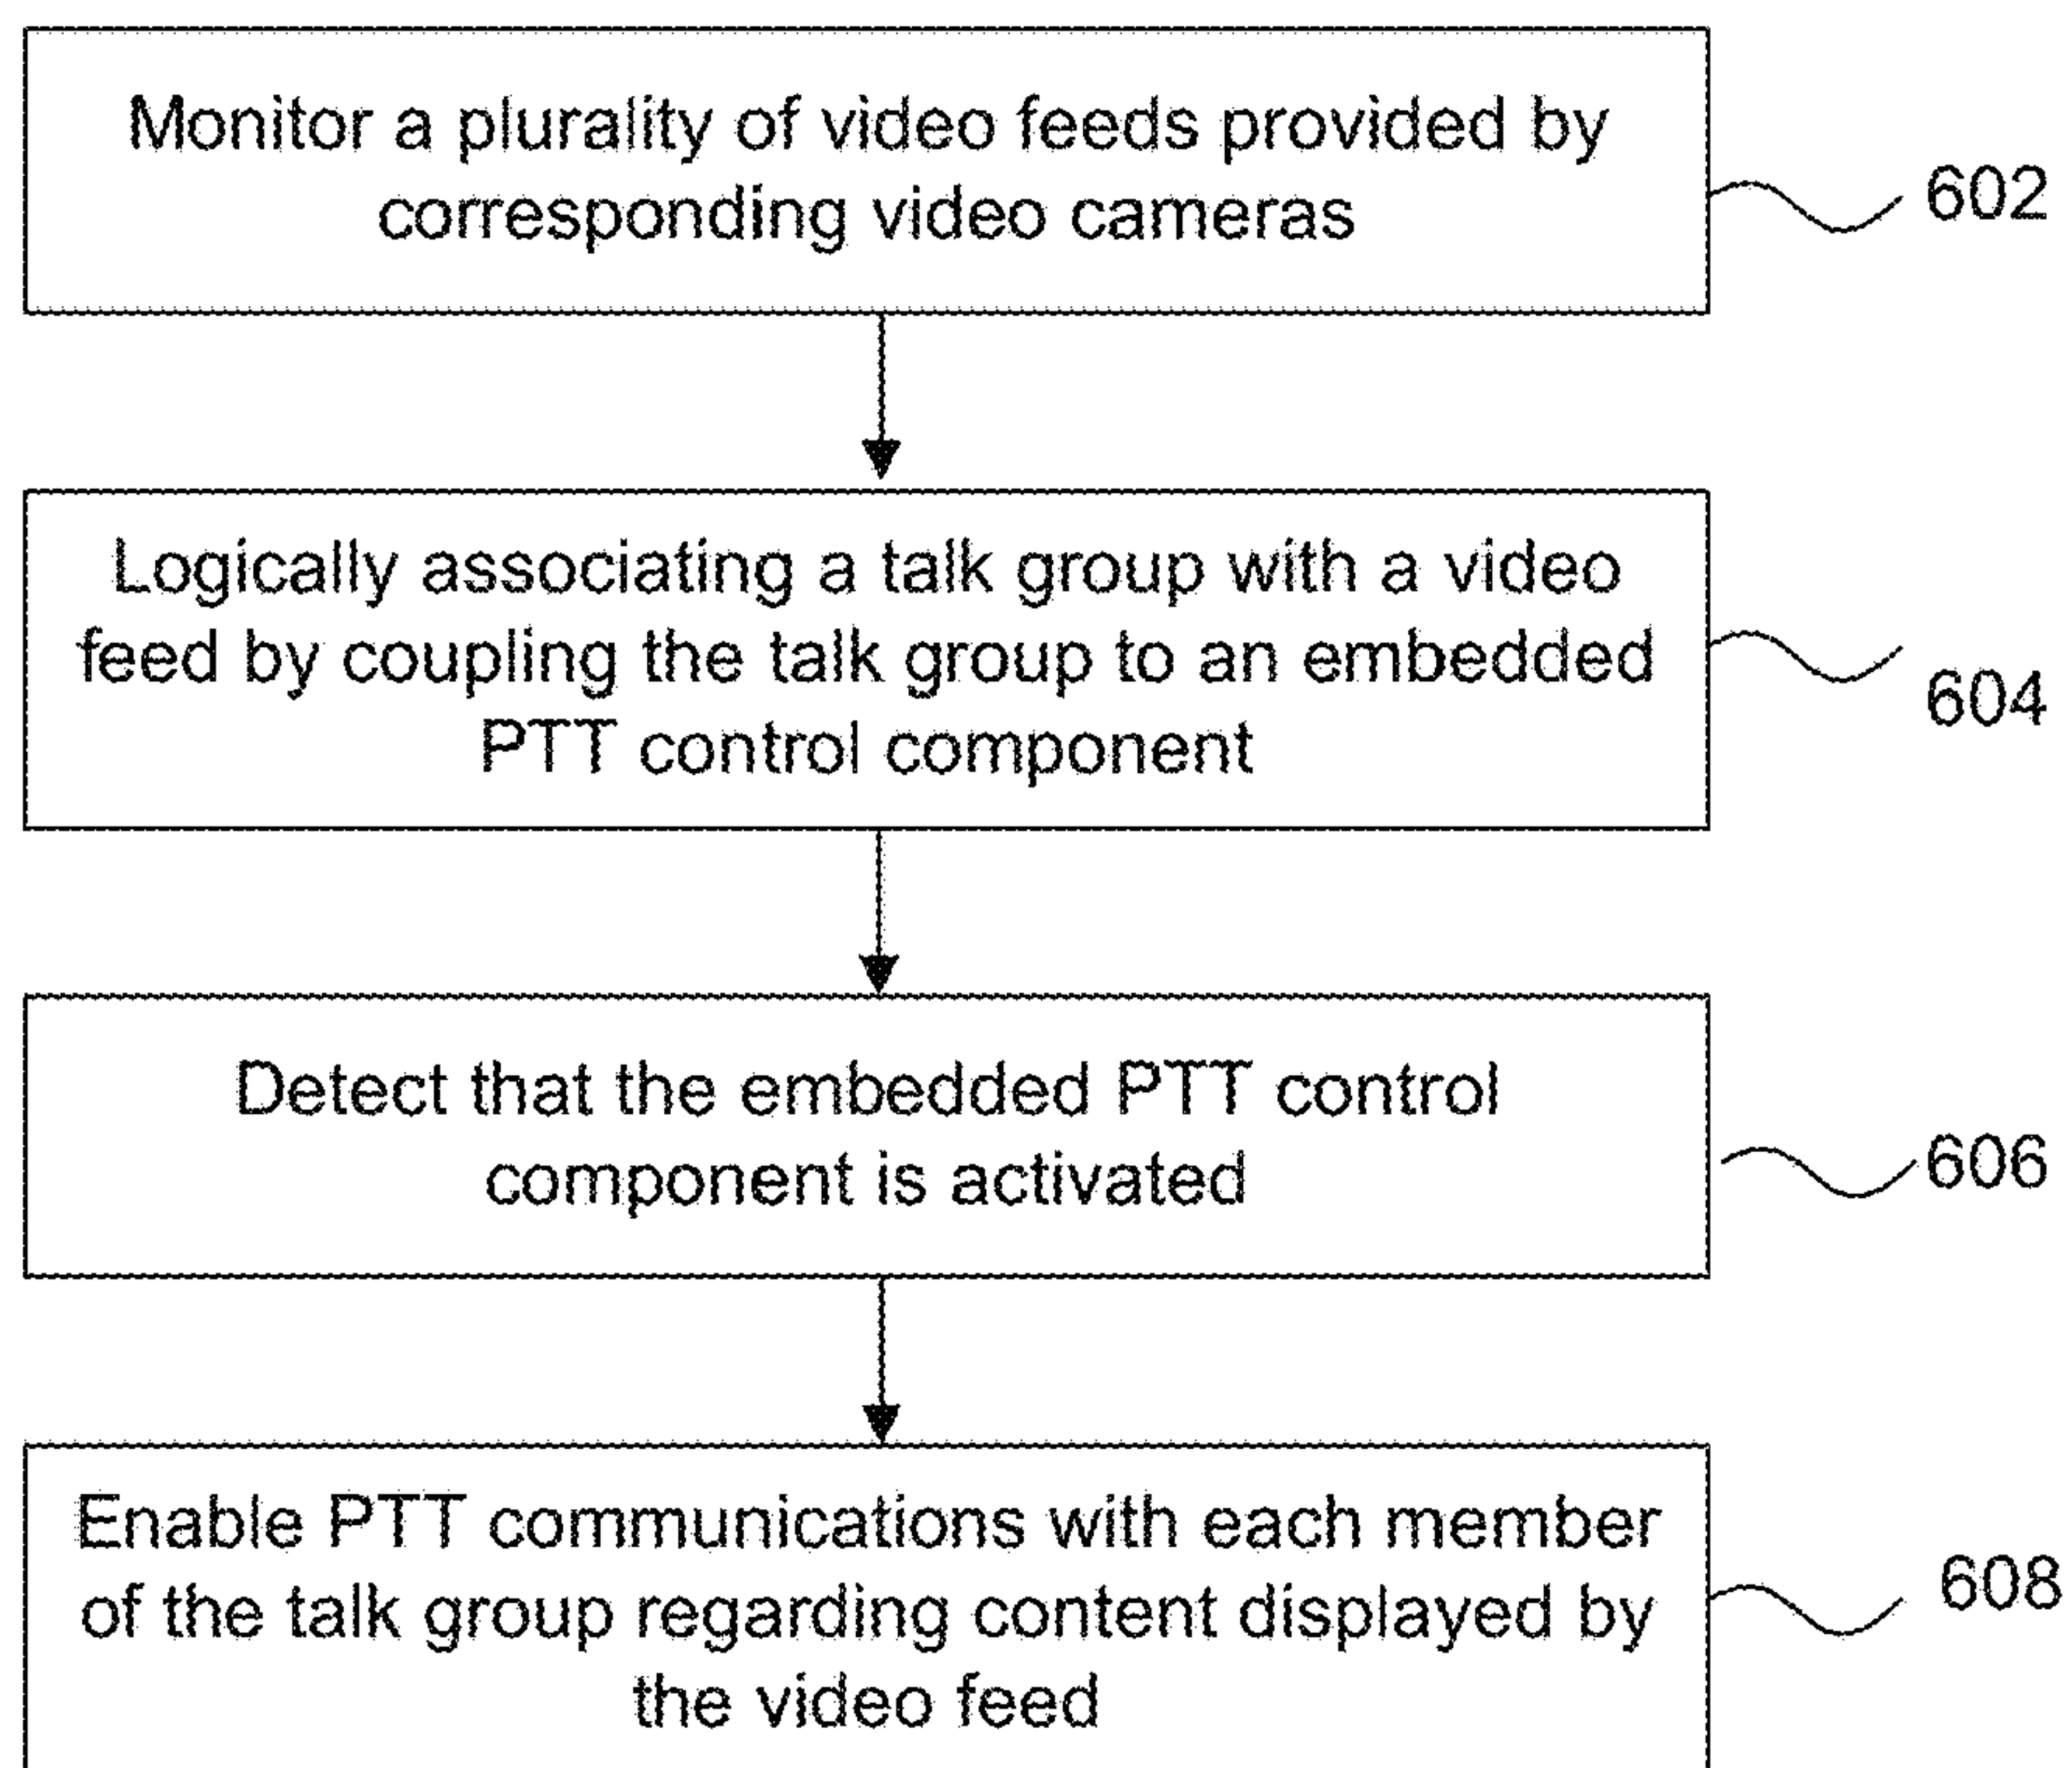 Monitor a plurality of video feeds provided by
corresponding video cameras
602
Logically associating a talk group with a video
feed by coupling the talk group to an embedded
PTT control component
604
Detect that the embedded PTT control
component is activated
606
Enable PTT communications with each member
of the talk group regarding content displayed by
the video feed
608